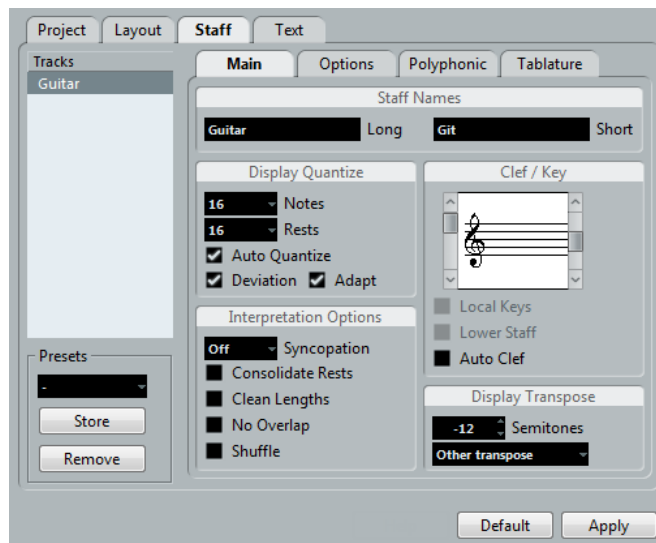 Project Layout Staff Text
Tracks
Guitar
Presets
-
Store
Remove
Main Options Polyphonic Tablature
Staff Names
Guitar Long Git Short
Display Quantize
16 Notes
16 Rests
Auto Quantize
Deviation Adapt
Interpretation Options
Off Syncopation
Consolidate Rests
Clean Lengths
No Overlap
Shuffle
Clef / Key
Local Keys
Lower Staff
Auto Clef
Display Transpose
-12 Semitones
Other transpose
Default Apply